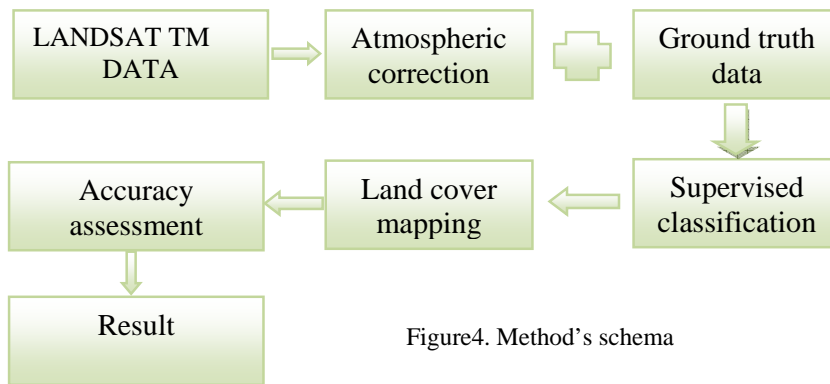 LANDSAT TM
DATA
Atmospheric
correction
Ground truth
data
Supervised
classification
Land cover
mapping
Accuracy
assessment
Result
Figure4. Method’s schema